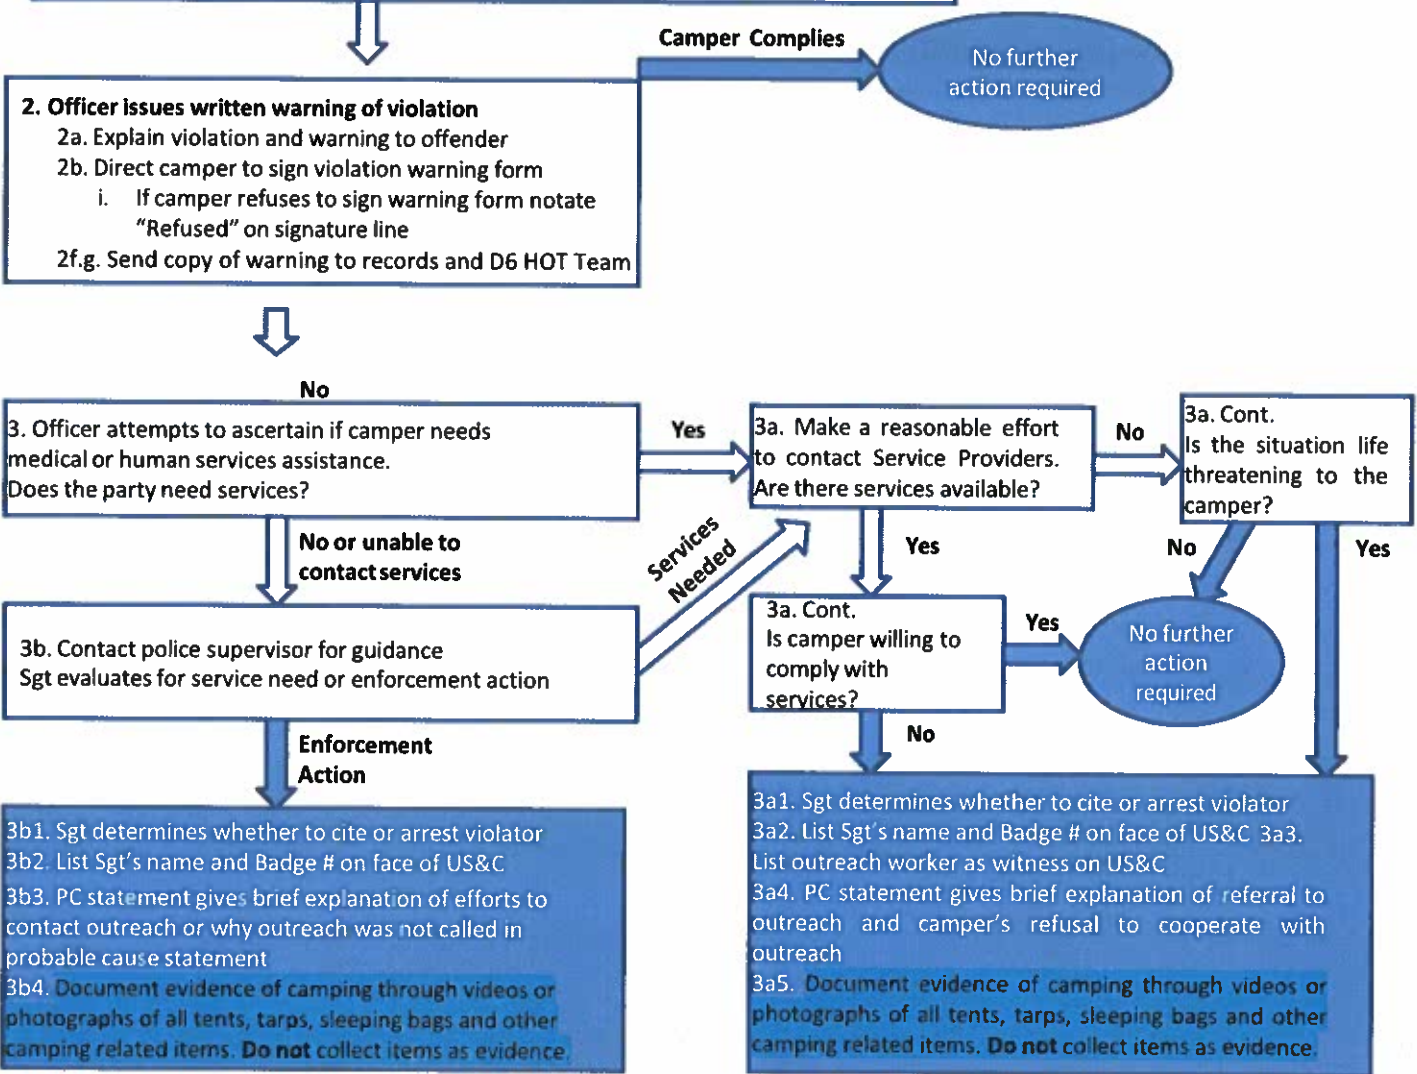 Camper Complies
No further
action required
2. Officer issues written warning of violation
2a. Explain violation and warning to offender
2b. Direct camper to sign violation warning form
i. If camper refuses to sign warning form notate
"Refused" on signature line
2f.g. Send copy of warning to records and D6 HOT Team
No
3. Officer attempts to ascertain if camper needs
medical or human services assistance.
Does the party need services?
Yes
3a. Make a reasonable effort
to contact Service Providers.
Are there services available?
No
3a. Cont.
Is the situation life
threatening to the
camper?
No or unable to
contact services
Services
Needed
Yes
No
Yes
3b. Contact police supervisor for guidance
Sgt evaluates for service need or enforcement action
3a. Cont.
Is camper willing to
comply with
services?
Yes
No further
action
required
Enforcement
Action
No
3b1. Sgt determines whether to cite or arrest violator
3b2. List Sgt's name and Badge # on face of US&C
3b3. PC statement gives brief explanation of efforts to
contact outreach or why outreach was not called in
probable cause statement
3b4. Document evidence of camping through videos or
photographs of all tents, tarps, sleeping bags and other
camping related items. Do not collect items as evidence.
3a1. Sgt determines whether to cite or arrest violator
3a2. List Sgt's name and Badge # on face of US&C 3a3.
List outreach worker as witness on US&C
3a4. PC statement gives brief explanation of referral to
outreach and camper's refusal to cooperate with
outreach
3a5. Document evidence of camping through videos or
photographs of all tents, tarps, sleeping bags and other
camping related items. Do not collect items as evidence.